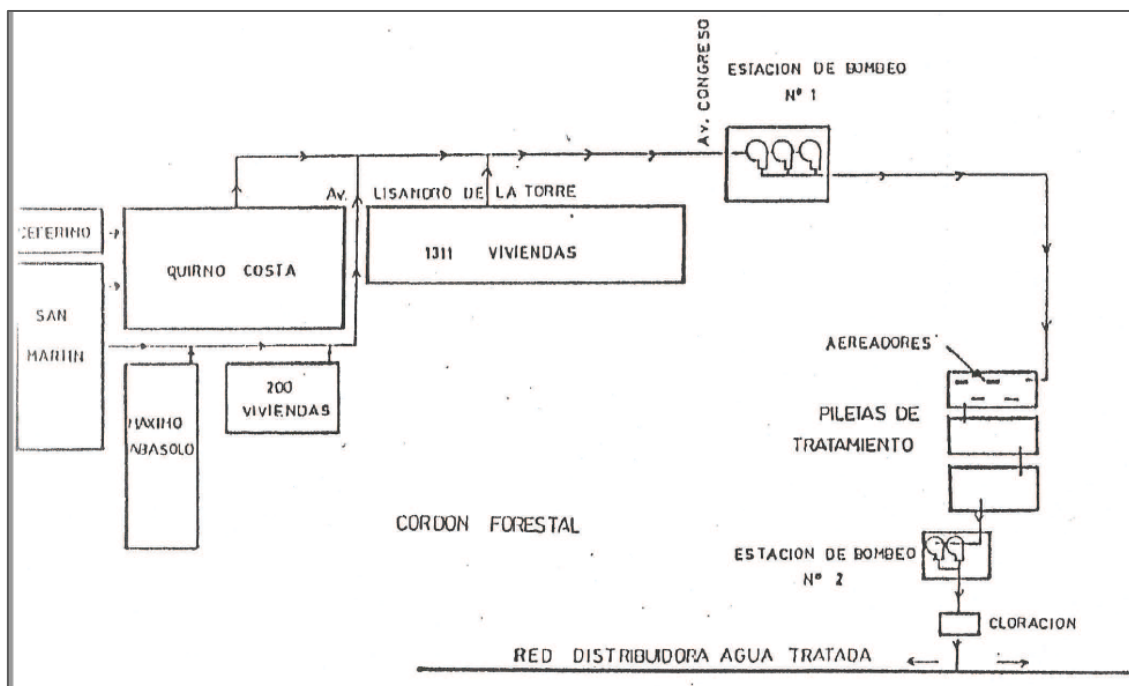 ESTACION DE BOMBEO
Nº 1
AV. CONGRESO
AV. LISANDRO DE LA TORRE
CEFERINO
QUIRNO COSTA
1311 VIVIENDAS
SAN
MARTIN
200
VIVIENDAS
MAXIMO
ABASOLO
AEREADORES
PILETAS DE
TRATAMIENTO
CORDON FORESTAL
ESTACION DE BOMBEO
Nº 2
CLORACION
RED DISTRIBUIDORA AGUA TRATADA